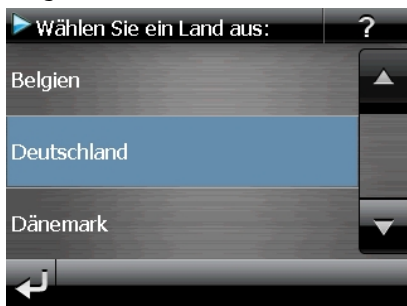 Wählen Sie ein Land aus:
?
Belgien
Deutschland
Dänemark